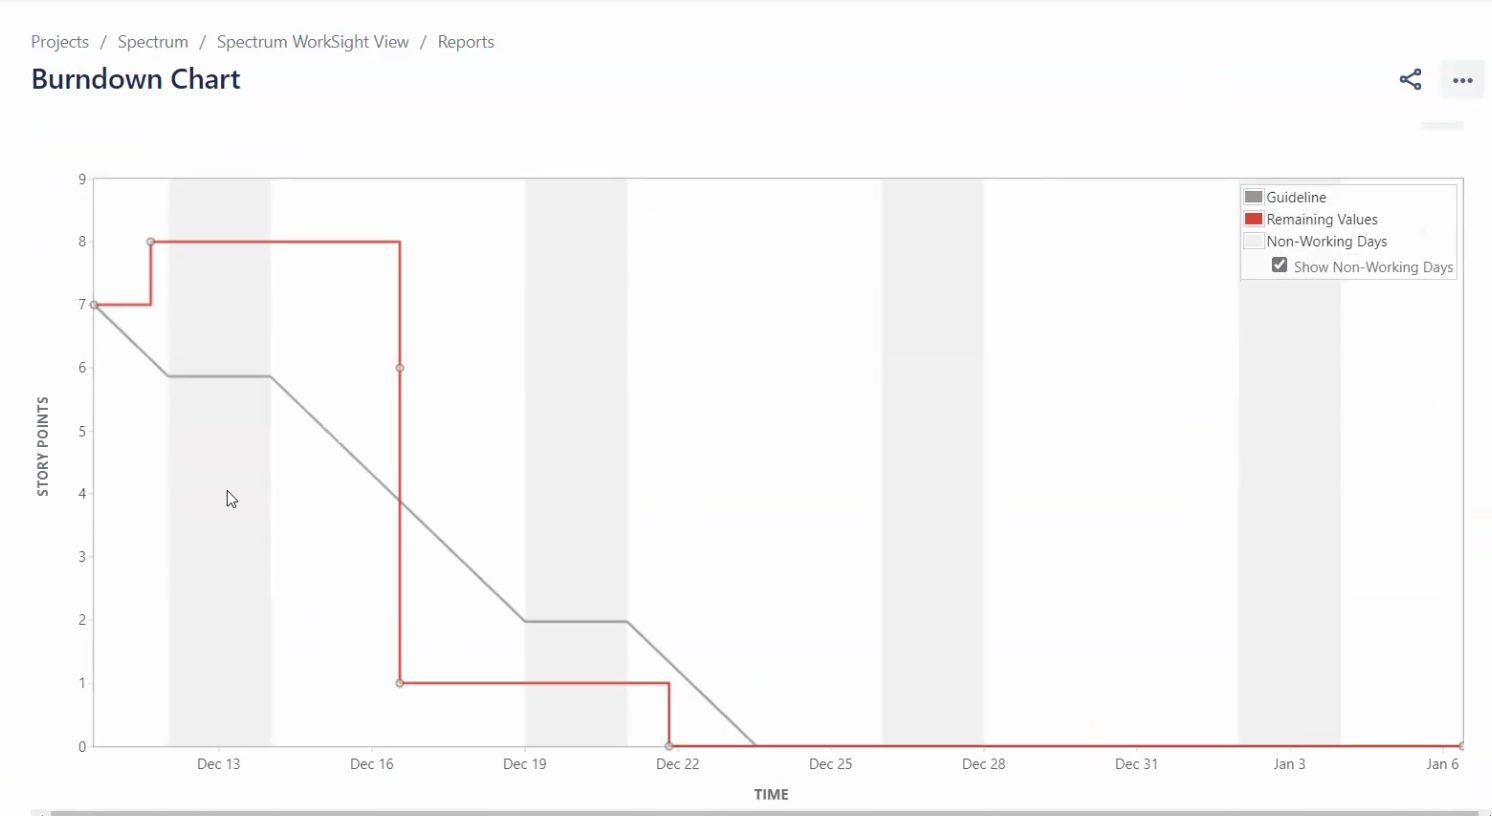 Projects / Spectrum / Spectrum WorkSight View / Reports
Burndown Chart
9
8
7
6
5
4
3
2
1
0
STORY POINTS
Guideline
Remaining Values
Non-Working Days
Show Non-Working Days
Dec 13 Dec 16 Dec 19 Dec 22 Dec 25 Dec 28 Dec 31 Jan 3 Jan 6
TIME